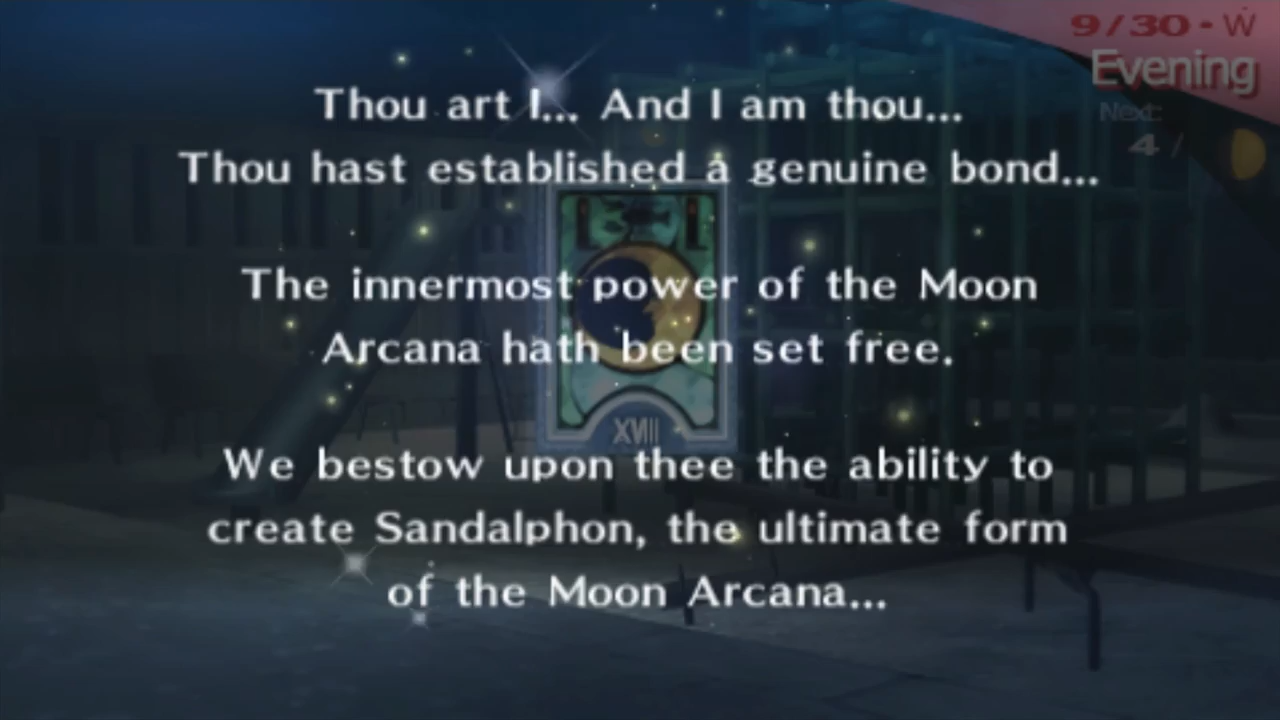 9/30 - W
Evening
Next:
4 /
Thou art I... And I am thou...
Thou hast established a genuine bond...
The innermost power of the Moon
Arcana hath been set free.
XVIII
We bestow upon thee the ability to
create Sandalphon, the ultimate form
of the Moon Arcana...